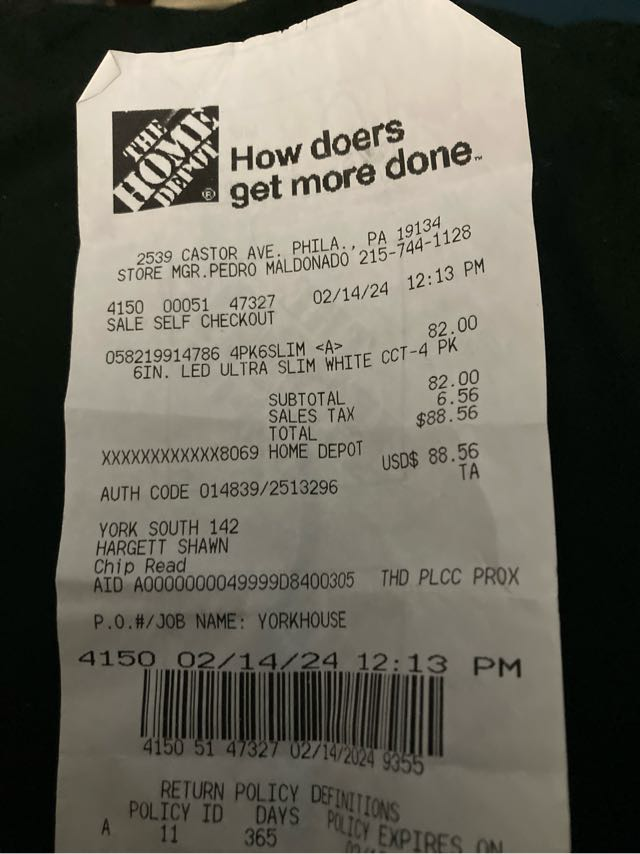 THE
HOME
DEPOT
®
How doers
get more done™
2539 CASTOR AVE. PHILA., PA 19134
STORE MGR.PEDRO MALDONADO 215-744-1128
4150 00051 47327 02/14/24 12:13 PM
SALE SELF CHECKOUT
058219914786 4PK6SLIM <A> 82.00
6IN. LED ULTRA SLIM WHITE CCT-4 PK
SUBTOTAL 82.00
SALES TAX 6.56
TOTAL $88.56
XXXXXXXXXXXX8069 HOME DEPOT
USD$ 88.56
AUTH CODE 014839/2513296 TA
YORK SOUTH 142
HARGETT SHAWN
Chip Read
AID A0000000049999D8400305 THD PLCC PROX
P.O.#/JOB NAME: YORKHOUSE
4150 02/14/24 12:13 PM
4150 51 47327 02/14/2024 9355
RETURN POLICY DEFINITIONS
POLICY ID DAYS POLICY EXPIRES ON
A 11 365